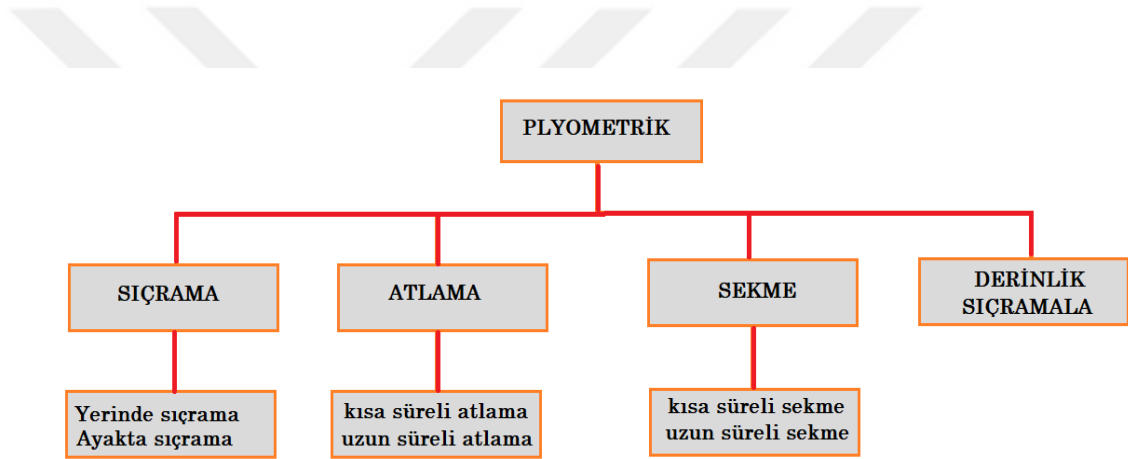 PLYOMETRİK
SIÇRAMA
ATLAMA
SEKME
DERİNLİK
SIÇRAMALA
Yerinde sıçrama
Ayakta sıçrama
kısa süreli atlama
uzun süreli atlama
kısa süreli sekme
uzun süreli sekme